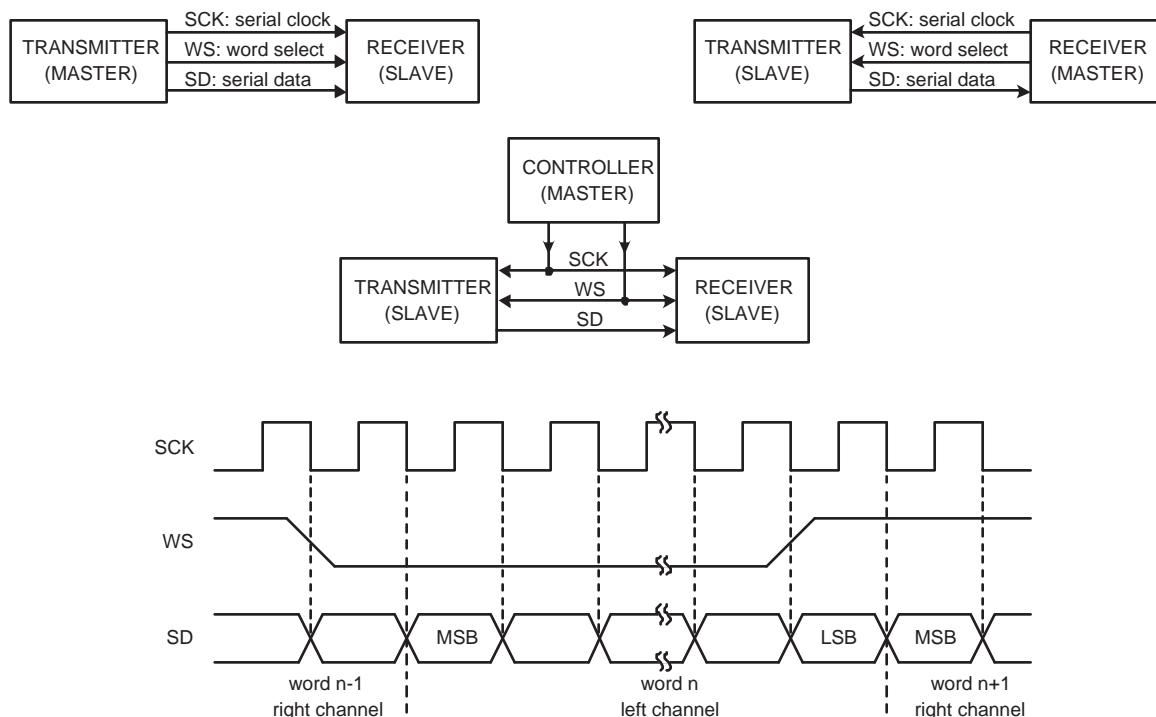 SCK: serial clock
TRANSMITTER
(MASTER)
WS: word select
RECEIVER
(SLAVE)
SD: serial data
SCK: serial clock
TRANSMITTER
(SLAVE)
WS: word select
RECEIVER
(MASTER)
SD: serial data
CONTROLLER
(MASTER)
SCK
TRANSMITTER
(SLAVE)
WS
RECEIVER
(SLAVE)
SD
SCK
WS
SD
MSB
LSB
MSB
word n-1
right channel
word n
left channel
word n+1
right channel